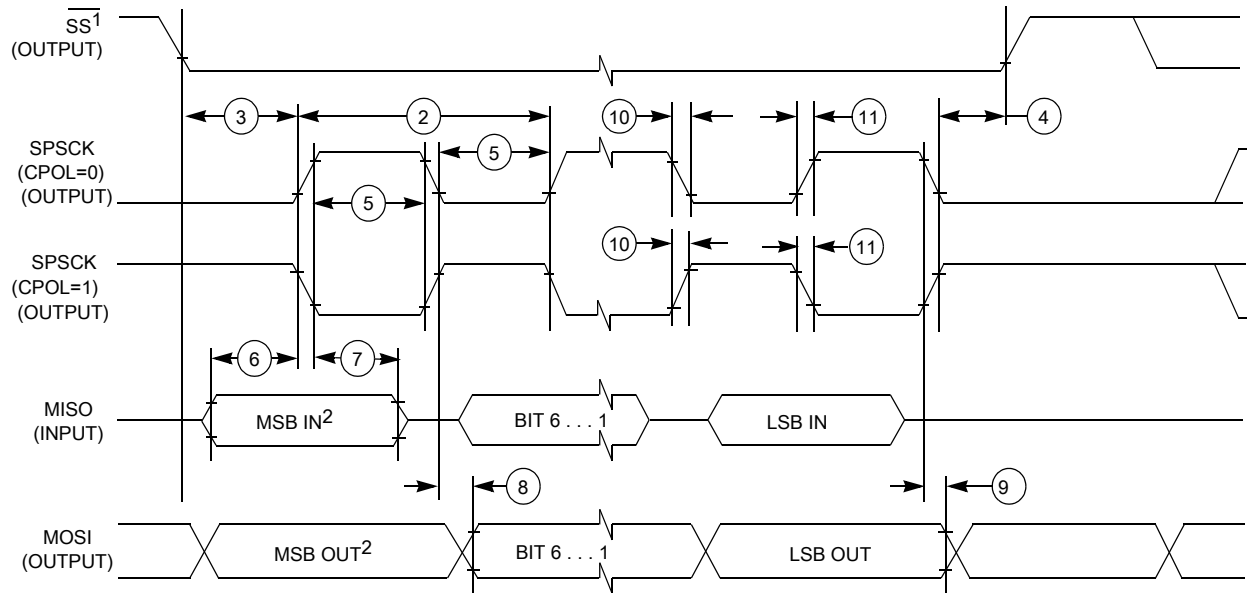 SS1
(OUTPUT)
3
2
10
11
4
SPSCK
(CPOL=0)
(OUTPUT)
5
5
SPSCK
(CPOL=1)
(OUTPUT)
10
11
6
7
MISO
(INPUT)
MSB IN2
BIT 6 . . . 1
LSB IN
8
9
MOSI
(OUTPUT)
MSB OUT2
BIT 6 . . . 1
LSB OUT